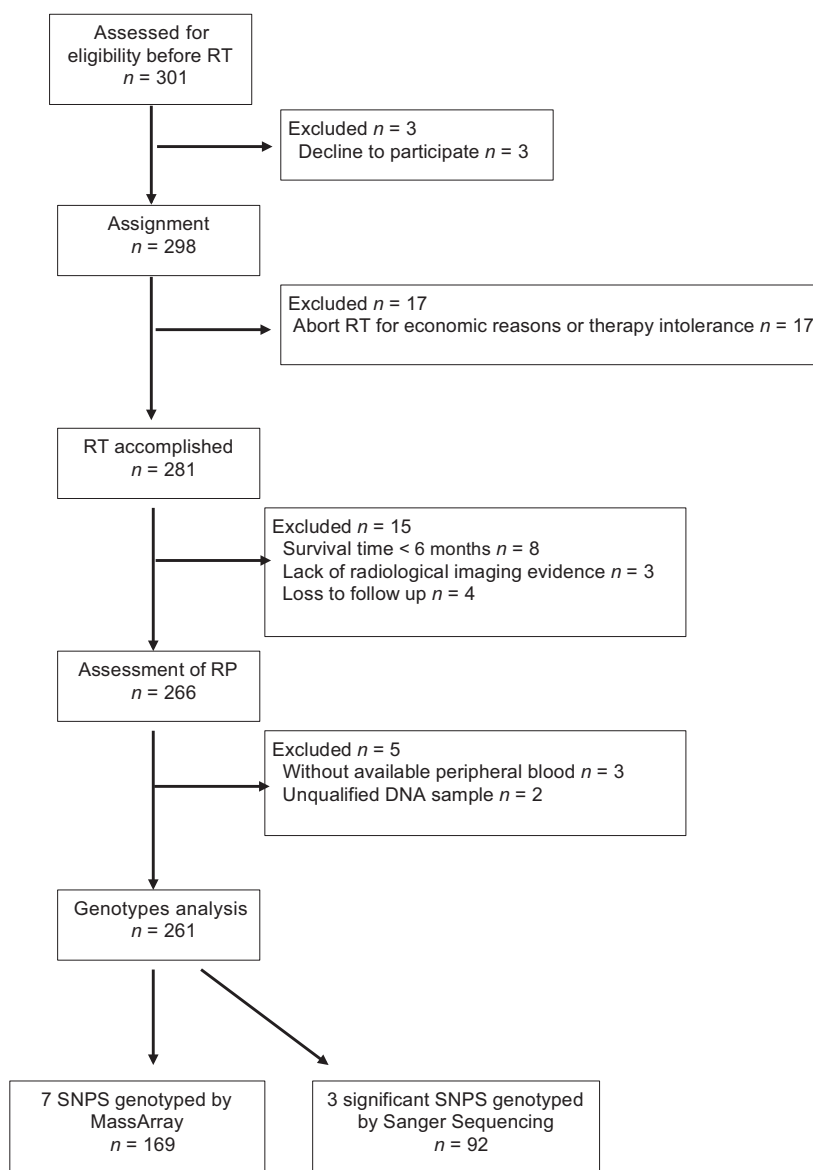 Assessed for
eligibility before RT
n = 301
Excluded n = 3
Decline to participate n = 3
Assignment
n = 298
Excluded n = 17
Abort RT for economic reasons or therapy intolerance n = 17
RT accomplished
n = 281
Excluded n = 15
Survival time < 6 months n = 8
Lack of radiological imaging evidence n = 3
Loss to follow up n = 4
Assessment of RP
n = 266
Excluded n = 5
Without available peripheral blood n = 3
Unqualified DNA sample n = 2
Genotypes analysis
n = 261
7 SNPS genotyped by
MassArray
n = 169
3 significant SNPS genotyped
by Sanger Sequencing
n = 92